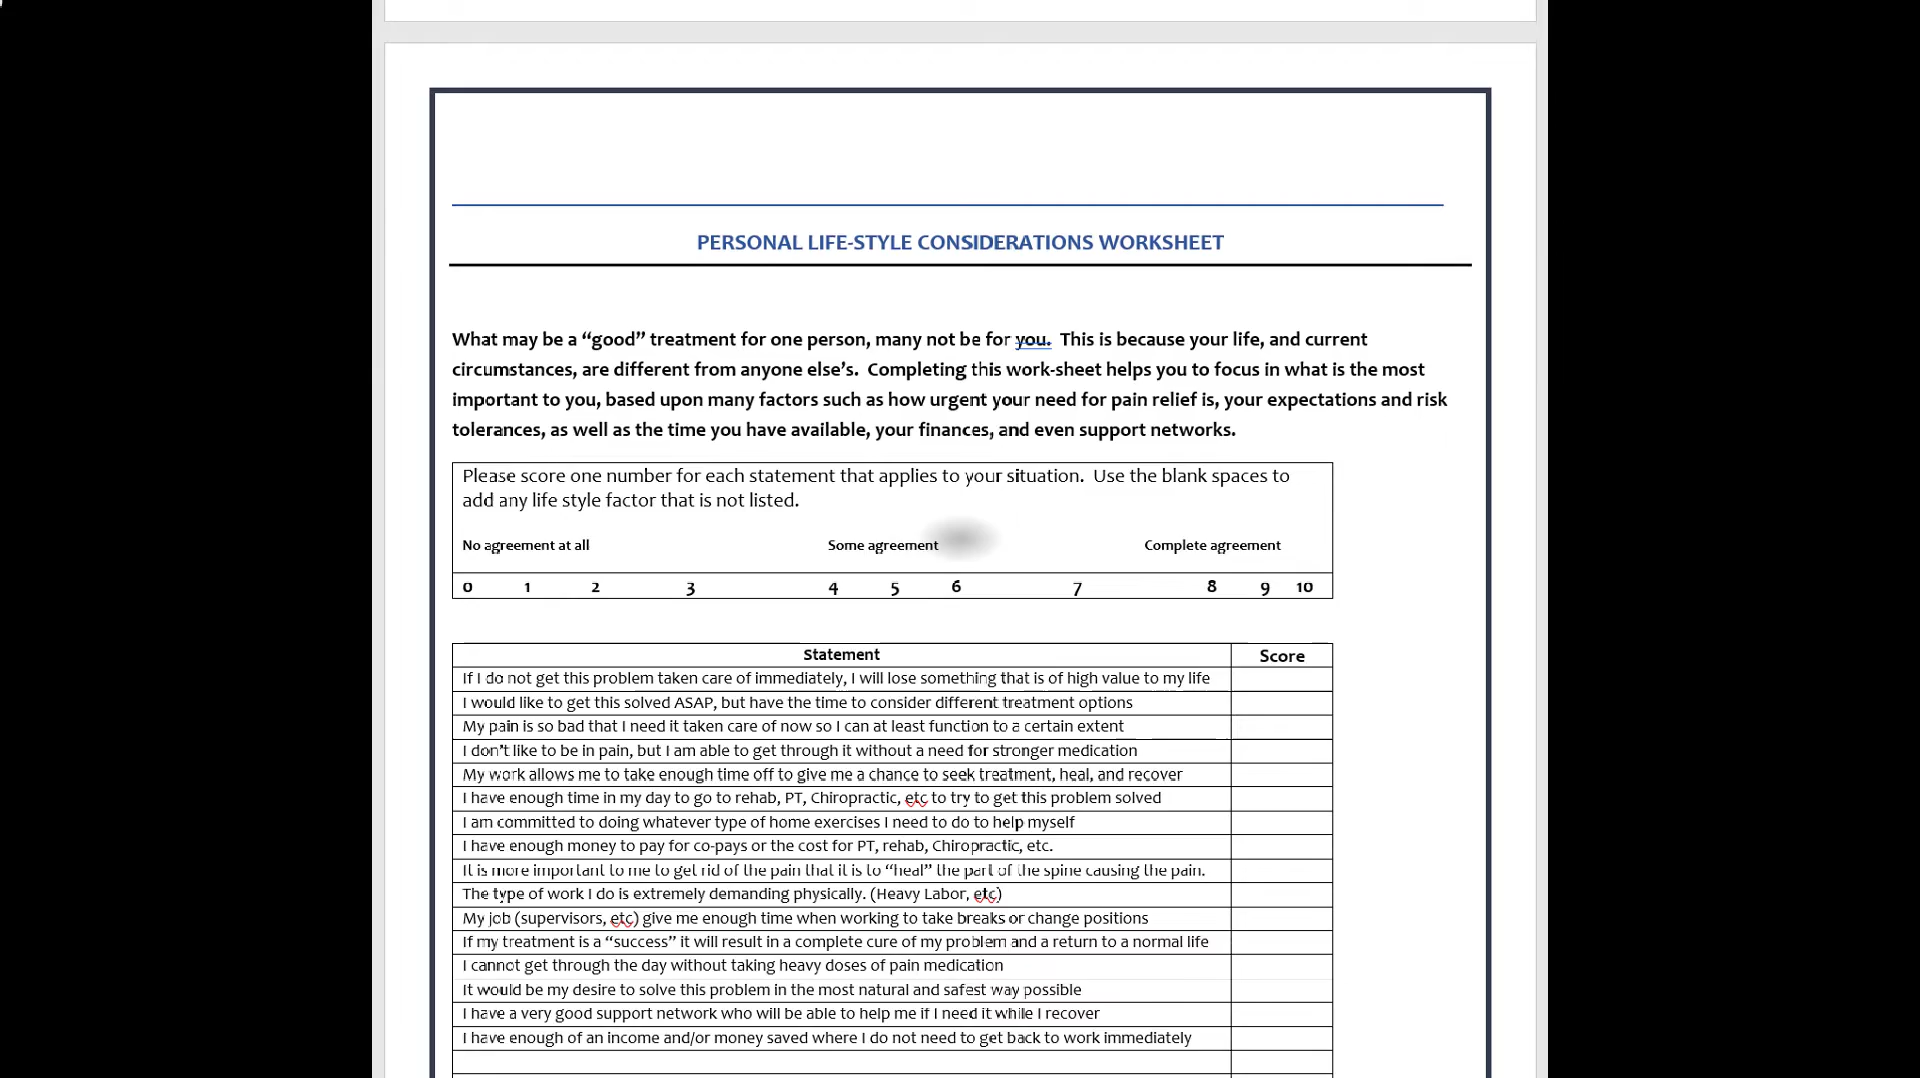 PERSONAL LIFE-STYLE CONSIDERATIONS WORKSHEET
What may be a “good” treatment for one person, many not be for you.  This is because your life, and current
circumstances, are different from anyone else’s.  Completing this work-sheet helps you to focus in what is the most
important to you, based upon many factors such as how urgent your need for pain relief is, your expectations and risk
tolerances, as well as the time you have available, your finances, and even support networks.
Please score one number for each statement that applies to your situation.  Use the blank spaces to
add any life style factor that is not listed.
No agreement at all Some agreement Complete agreement
0 1 2 3 4 5 6 7 8 9 10
Statement Score
If I do not get this problem taken care of immediately, I will lose something that is of high value to my life
I would like to get this solved ASAP, but have the time to consider different treatment options
My pain is so bad that I need it taken care of now so I can at least function to a certain extent
I don’t like to be in pain, but I am able to get through it without a need for stronger medication
My work allows me to take enough time off to give me a chance to seek treatment, heal, and recover
I have enough time in my day to go to rehab, PT, Chiropractic, etc to try to get this problem solved
I am committed to doing whatever type of home exercises I need to do to help myself
I have enough money to pay for co-pays or the cost for PT, rehab, Chiropractic, etc.
It is more important to me to get rid of the pain that it is to “heal” the part of the spine causing the pain.
The type of work I do is extremely demanding physically. (Heavy Labor, etc)
My job (supervisors, etc) give me enough time when working to take breaks or change positions
If my treatment is a “success” it will result in a complete cure of my problem and a return to a normal life
I cannot get through the day without taking heavy doses of pain medication
It would be my desire to solve this problem in the most natural and safest way possible
I have a very good support network who will be able to help me if I need it while I recover
I have enough of an income and/or money saved where I do not need to get back to work immediately